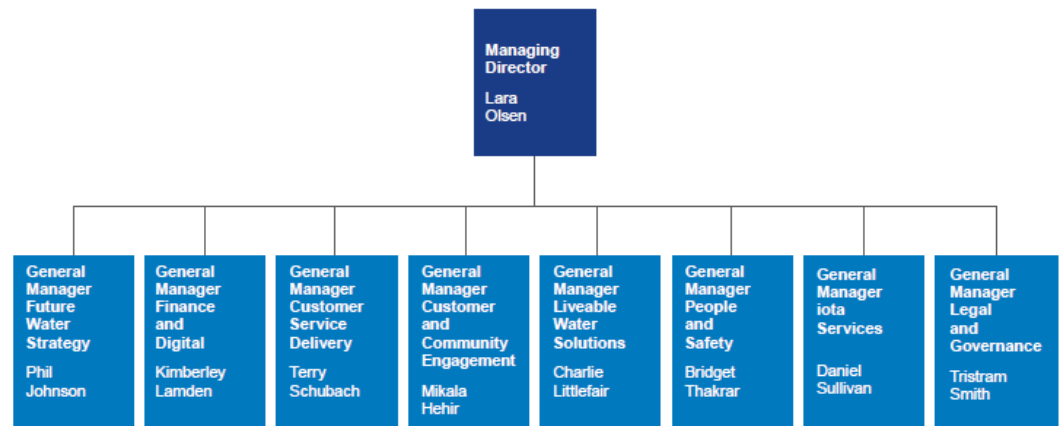 Managing
Director
Lara
Olsen
General
Manager
Future
Water
Strategy
Phil
Johnson
General
Manager
Finance
and
Digital
Kimberley
Lamden
General
Manager
Customer
Service
Delivery
Terry
Schubach
General
Manager
Customer
and
Community
Engagement
Mikala
Hehir
General
Manager
Liveable
Water
Solutions
Charlie
Littlefair
General
Manager
People
and
Safety
Bridget
Thakrar
General
Manager
iota
Services
Daniel
Sullivan
General
Manager
Legal
and
Governance
Tristram
Smith